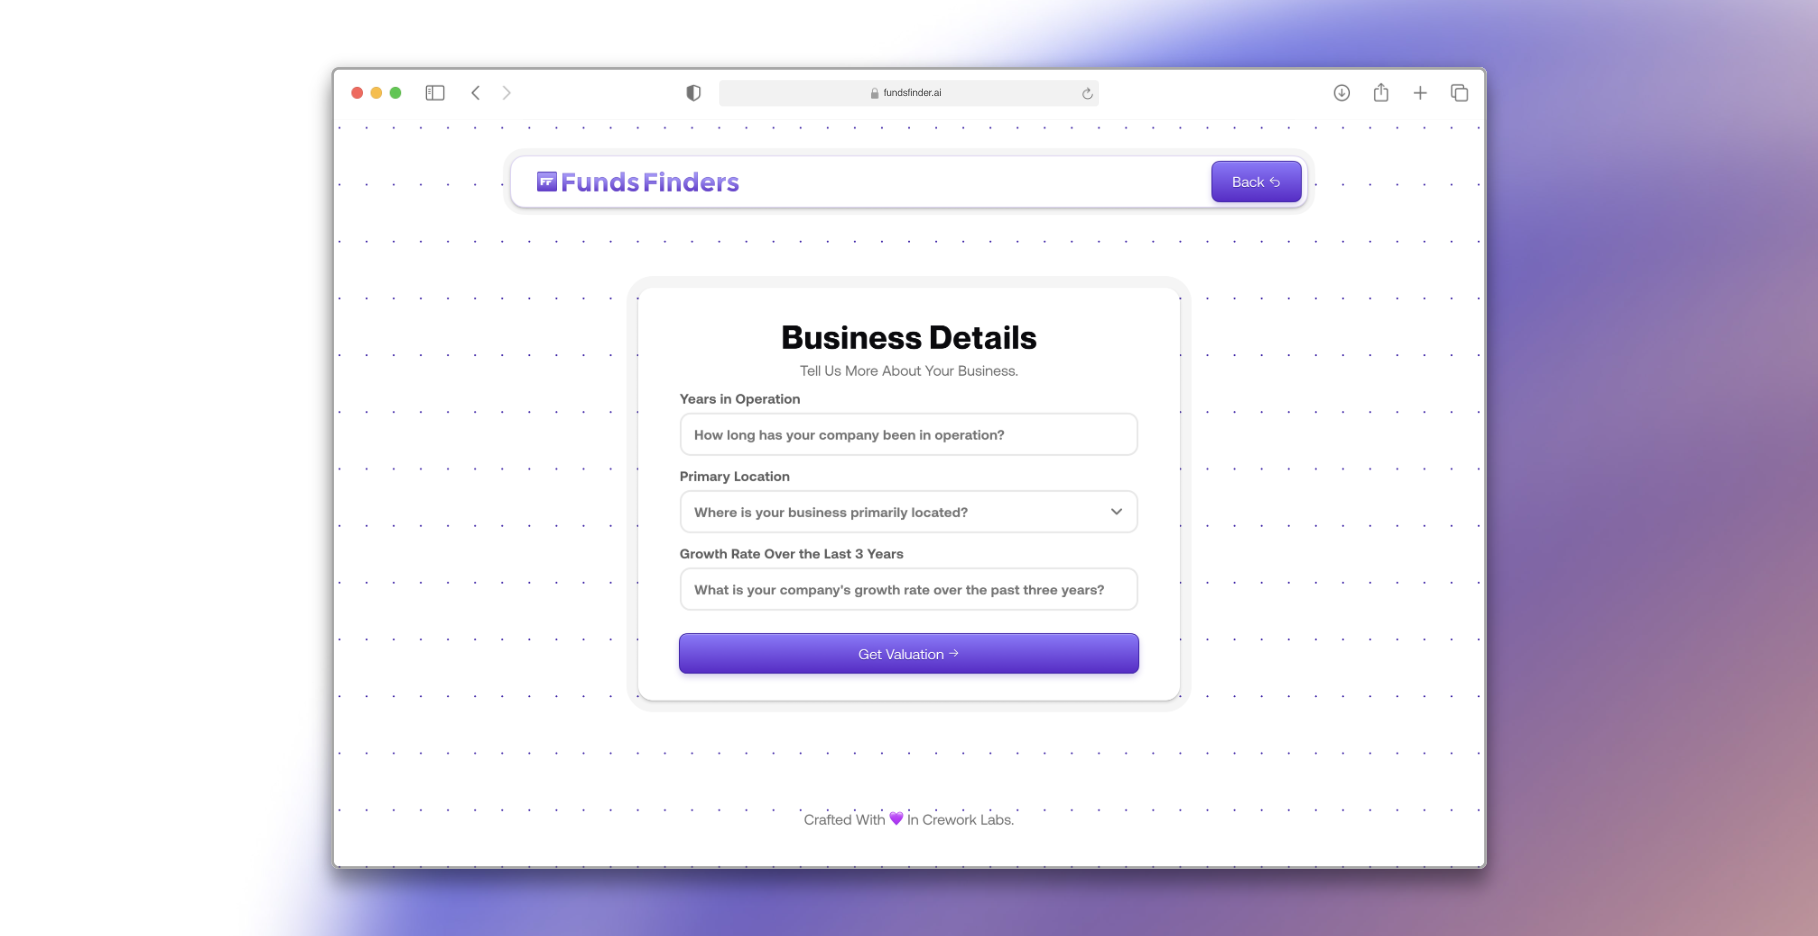 fundsfinder.ai
FF Funds Finders
Back
Business Details
Tell Us More About Your Business.
Years in Operation
How long has your company been in operation?
Primary Location
Where is your business primarily located?
Growth Rate Over the Last 3 Years
What is your company's growth rate over the past three years?
Get Valuation →
Crafted With 💜 In Crework Labs.